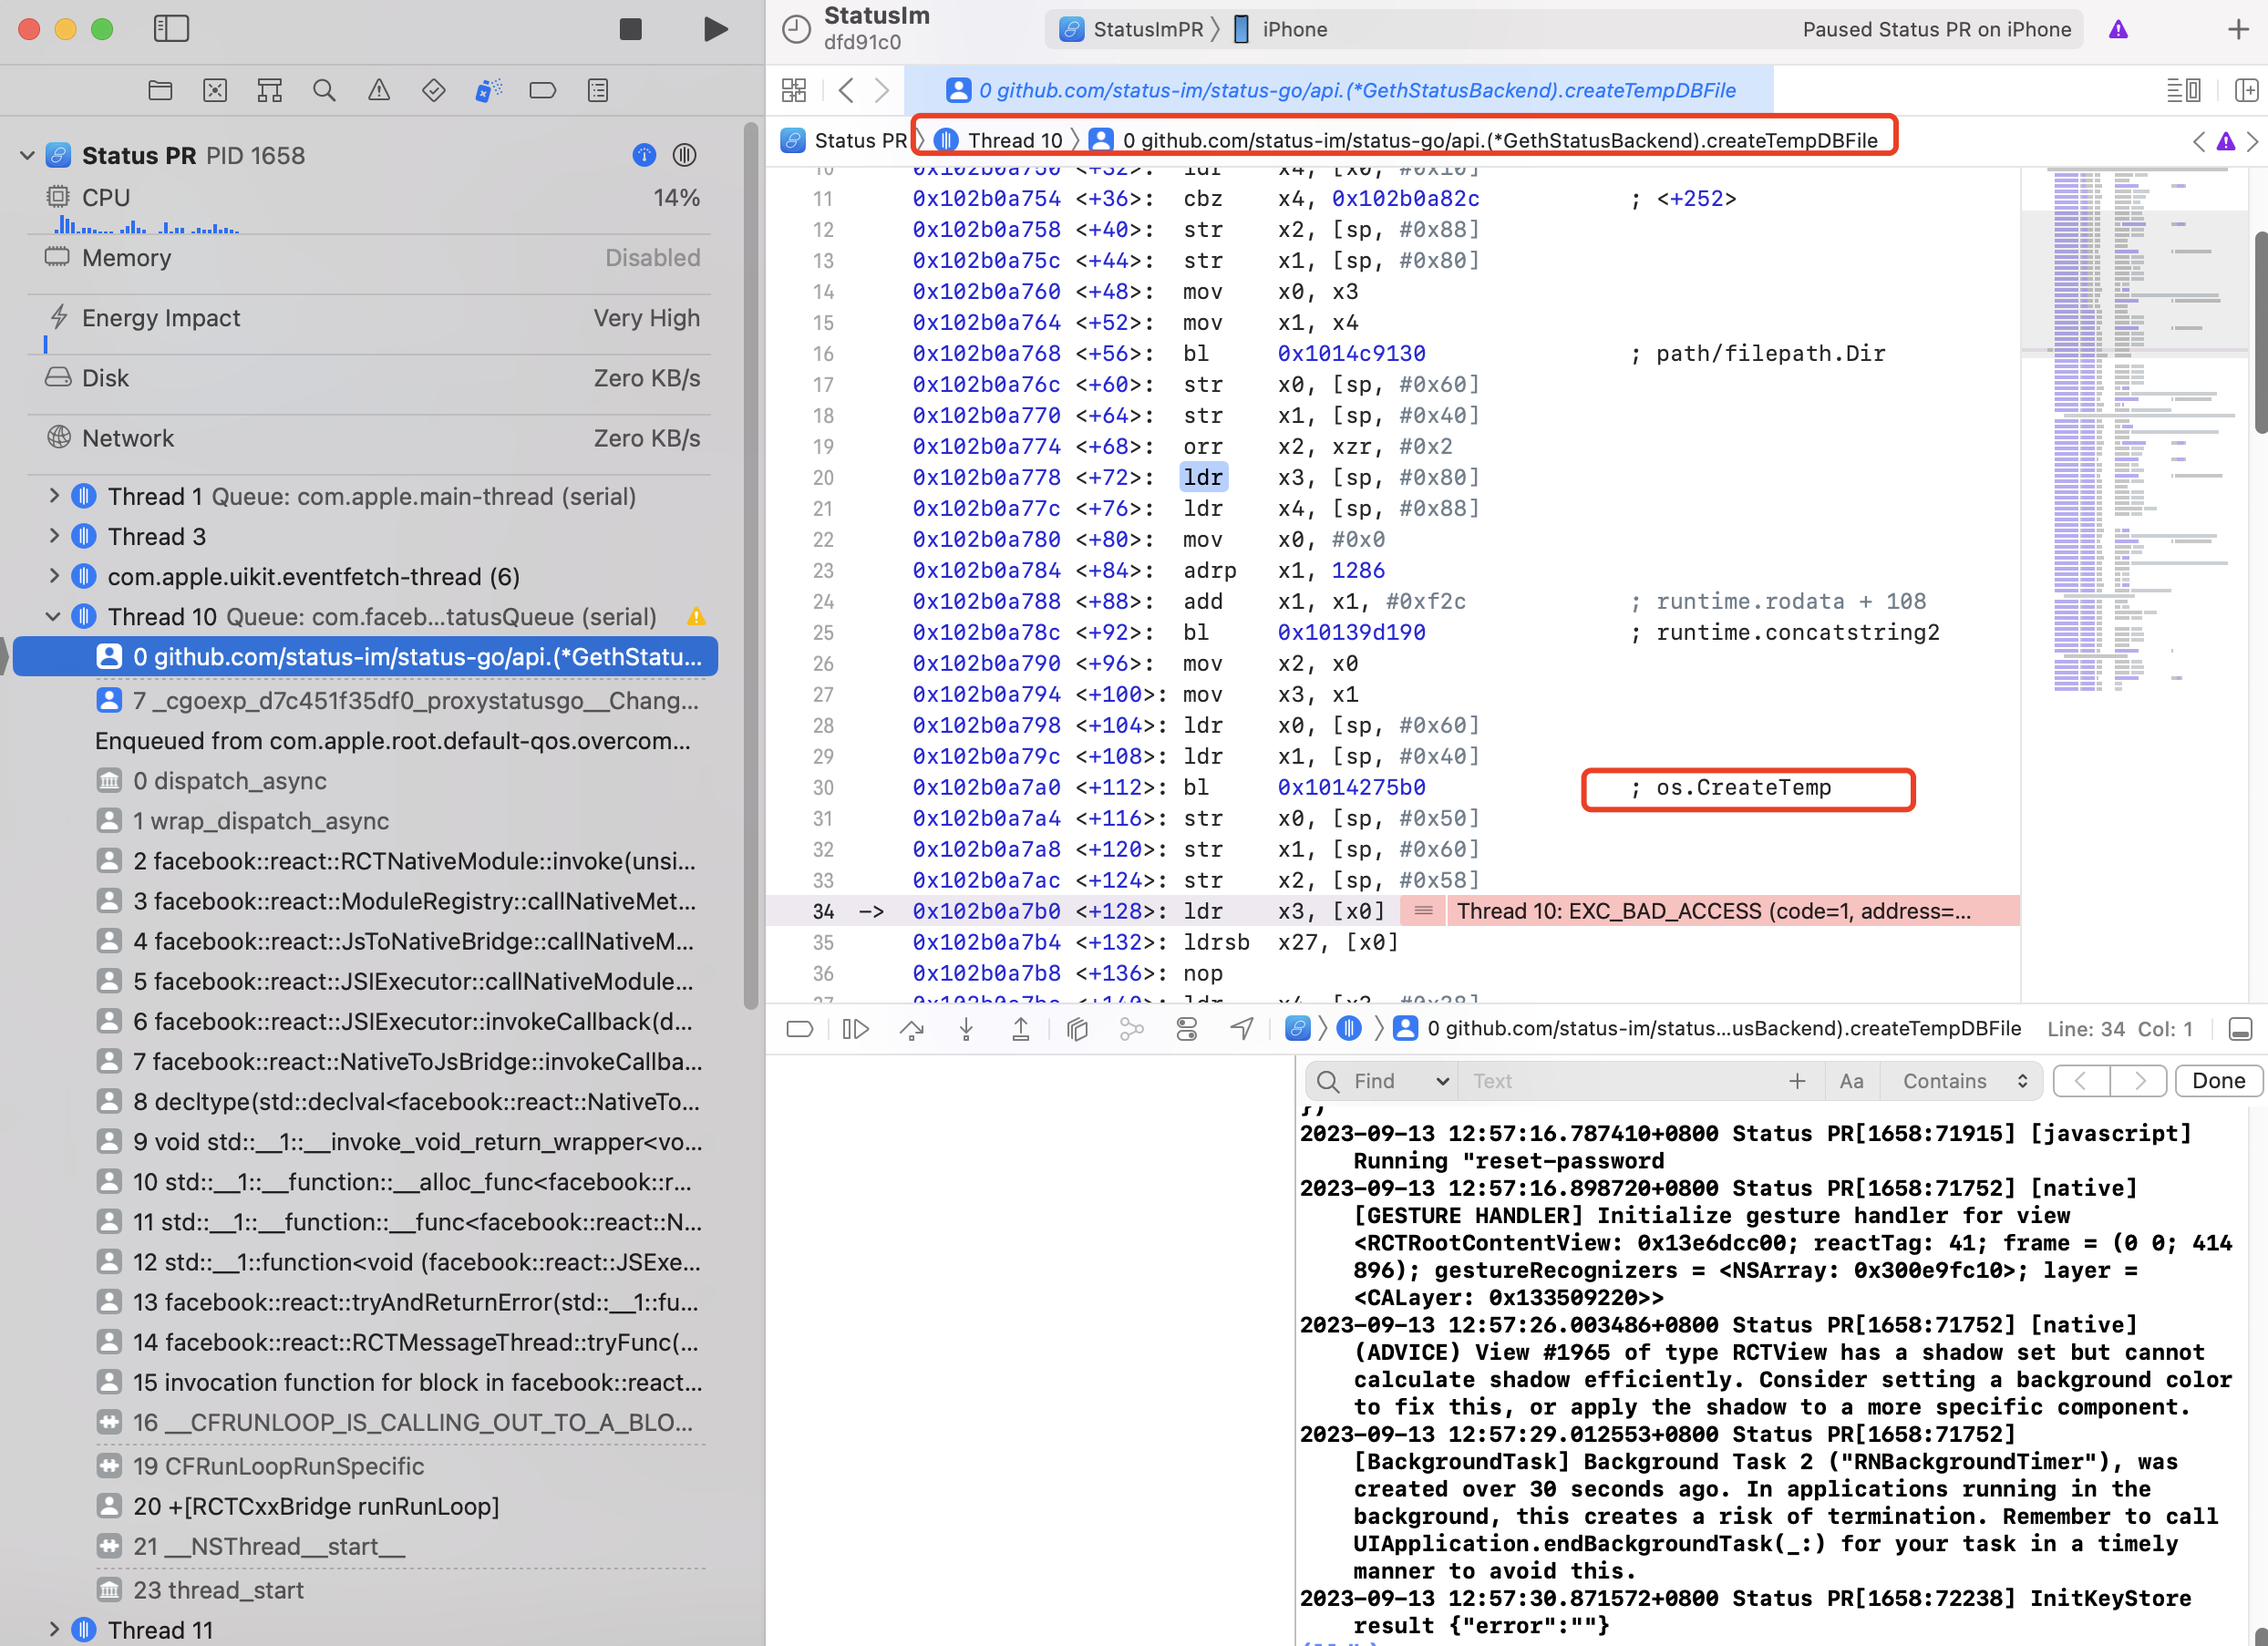 StatusIm
dfd91c0
StatusImPR
iPhone
Paused Status PR on iPhone
0 github.com/status-im/status-go/api.(*GethStatusBackend).createTempDBFile
Status PR
Thread 10
0 github.com/status-im/status-go/api.(*GethStatusBackend).createTempDBFile
Status PR PID 1658
CPU
14%
Memory
Disabled
Energy Impact
Very High
Disk
Zero KB/s
Network
Zero KB/s
Thread 1 Queue: com.apple.main-thread (serial)
Thread 3
com.apple.uikit.eventfetch-thread (6)
Thread 10 Queue: com.faceb...tatusQueue (serial)
0 github.com/status-im/status-go/api.(*GethStatu...
7 _cgoexp_d7c451f35df0_proxystatusgo__Chang...
Enqueued from com.apple.root.default-qos.overcom...
0 dispatch_async
1 wrap_dispatch_async
2 facebook::react::RCTNativeModule::invoke(unsi...
3 facebook::react::ModuleRegistry::callNativeMet...
4 facebook::react::JsToNativeBridge::callNativeM...
5 facebook::react::JSIExecutor::callNativeModule...
6 facebook::react::JSIExecutor::invokeCallback(d...
7 facebook::react::NativeToJsBridge::invokeCallba...
8 decltype(std::declval<facebook::react::NativeTo...
9 void std::__1::__invoke_void_return_wrapper<vo...
10 std::__1::__function::__alloc_func<facebook::r...
11 std::__1::__function::__func<facebook::react::N...
12 std::__1::function<void (facebook::react::JSExe...
13 facebook::react::tryAndReturnError(std::__1::fu...
14 facebook::react::RCTMessageThread::tryFunc(...
15 invocation function for block in facebook::react...
16 __CFRUNLOOP_IS_CALLING_OUT_TO_A_BLO...
19 CFRunLoopRunSpecific
20 +[RCTCxxBridge runRunLoop]
21 __NSThread__start__
23 thread_start
Thread 11
10 0x102b0a750 <+32>: ldr x4, [x0, #0x10]
11 0x102b0a754 <+36>: cbz x4, 0x102b0a82c ; <+252>
12 0x102b0a758 <+40>: str x2, [sp, #0x88]
13 0x102b0a75c <+44>: str x1, [sp, #0x80]
14 0x102b0a760 <+48>: mov x0, x3
15 0x102b0a764 <+52>: mov x1, x4
16 0x102b0a768 <+56>: bl 0x1014c9130 ; path/filepath.Dir
17 0x102b0a76c <+60>: str x0, [sp, #0x60]
18 0x102b0a770 <+64>: str x1, [sp, #0x40]
19 0x102b0a774 <+68>: orr x2, xzr, #0x2
20 0x102b0a778 <+72>: ldr x3, [sp, #0x80]
21 0x102b0a77c <+76>: ldr x4, [sp, #0x88]
22 0x102b0a780 <+80>: mov x0, #0x0
23 0x102b0a784 <+84>: adrp x1, 1286
24 0x102b0a788 <+88>: add x1, x1, #0xf2c ; runtime.rodata + 108
25 0x102b0a78c <+92>: bl 0x10139d190 ; runtime.concatstring2
26 0x102b0a790 <+96>: mov x2, x0
27 0x102b0a794 <+100>: mov x3, x1
28 0x102b0a798 <+104>: ldr x0, [sp, #0x60]
29 0x102b0a79c <+108>: ldr x1, [sp, #0x40]
30 0x102b0a7a0 <+112>: bl 0x1014275b0 ; os.CreateTemp
31 0x102b0a7a4 <+116>: str x0, [sp, #0x50]
32 0x102b0a7a8 <+120>: str x1, [sp, #0x60]
33 0x102b0a7ac <+124>: str x2, [sp, #0x58]
34 -> 0x102b0a7b0 <+128>: ldr x3, [x0] Thread 10: EXC_BAD_ACCESS (code=1, address=...
35 0x102b0a7b4 <+132>: ldrsb x27, [x0]
36 0x102b0a7b8 <+136>: nop
0 github.com/status-im/status...usBackend).createTempDBFile
Line: 34 Col: 1
Find
Text
Aa
Contains
Done
})
2023-09-13 12:57:16.787410+0800 Status PR[1658:71915] [javascript]
Running "reset-password
2023-09-13 12:57:16.898720+0800 Status PR[1658:71752] [native]
[GESTURE HANDLER] Initialize gesture handler for view
<RCTRootContentView: 0x13e6dcc00; reactTag: 41; frame = (0 0; 414
896); gestureRecognizers = <NSArray: 0x300e9fc10>; layer =
<CALayer: 0x133509220>>
2023-09-13 12:57:26.003486+0800 Status PR[1658:71752] [native]
(ADVICE) View #1965 of type RCTView has a shadow set but cannot
calculate shadow efficiently. Consider setting a background color
to fix this, or apply the shadow to a more specific component.
2023-09-13 12:57:29.012553+0800 Status PR[1658:71752]
[BackgroundTask] Background Task 2 ("RNBackgroundTimer"), was
created over 30 seconds ago. In applications running in the
background, this creates a risk of termination. Remember to call
UIApplication.endBackgroundTask(_:) for your task in a timely
manner to avoid this.
2023-09-13 12:57:30.871572+0800 Status PR[1658:72238] InitKeyStore
result {"error":""}